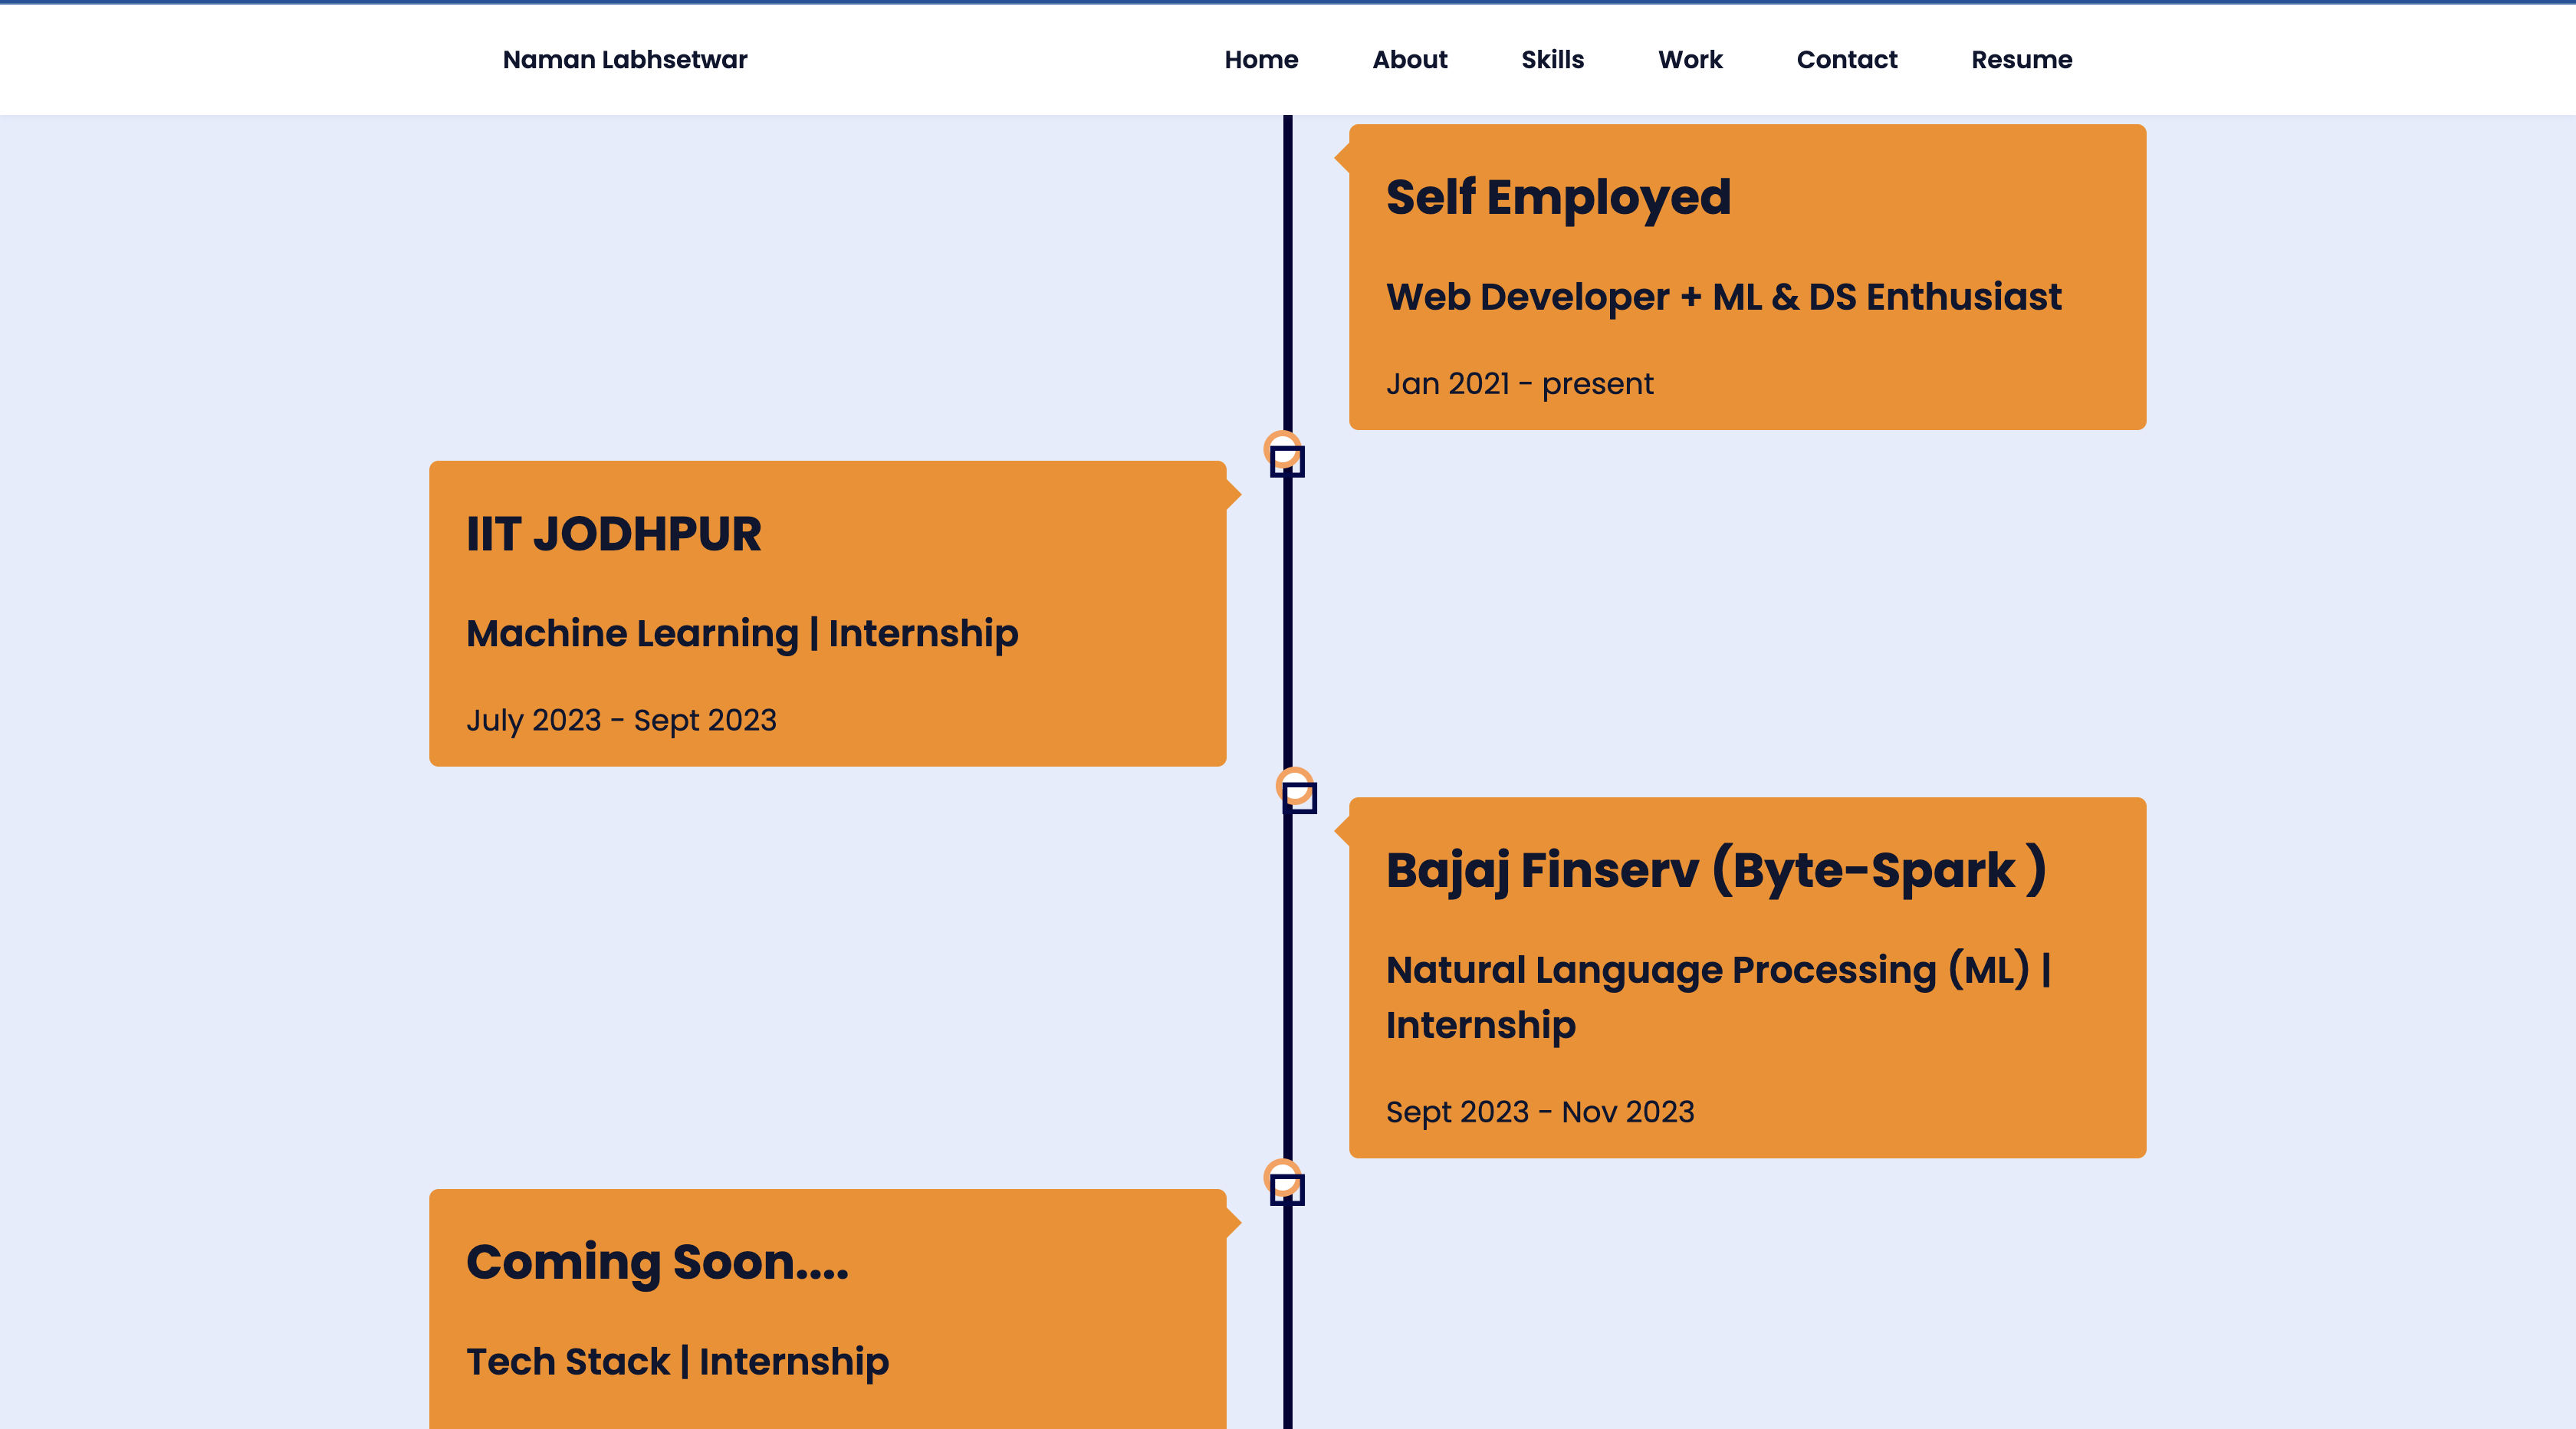 Naman Labhsetwar
Home About Skills Work Contact Resume
Self Employed
Web Developer + ML & DS Enthusiast
Jan 2021 - present
IIT JODHPUR
Machine Learning | Internship
July 2023 - Sept 2023
Bajaj Finserv (Byte-Spark )
Natural Language Processing (ML) |
Internship
Sept 2023 - Nov 2023
Coming Soon....
Tech Stack | Internship